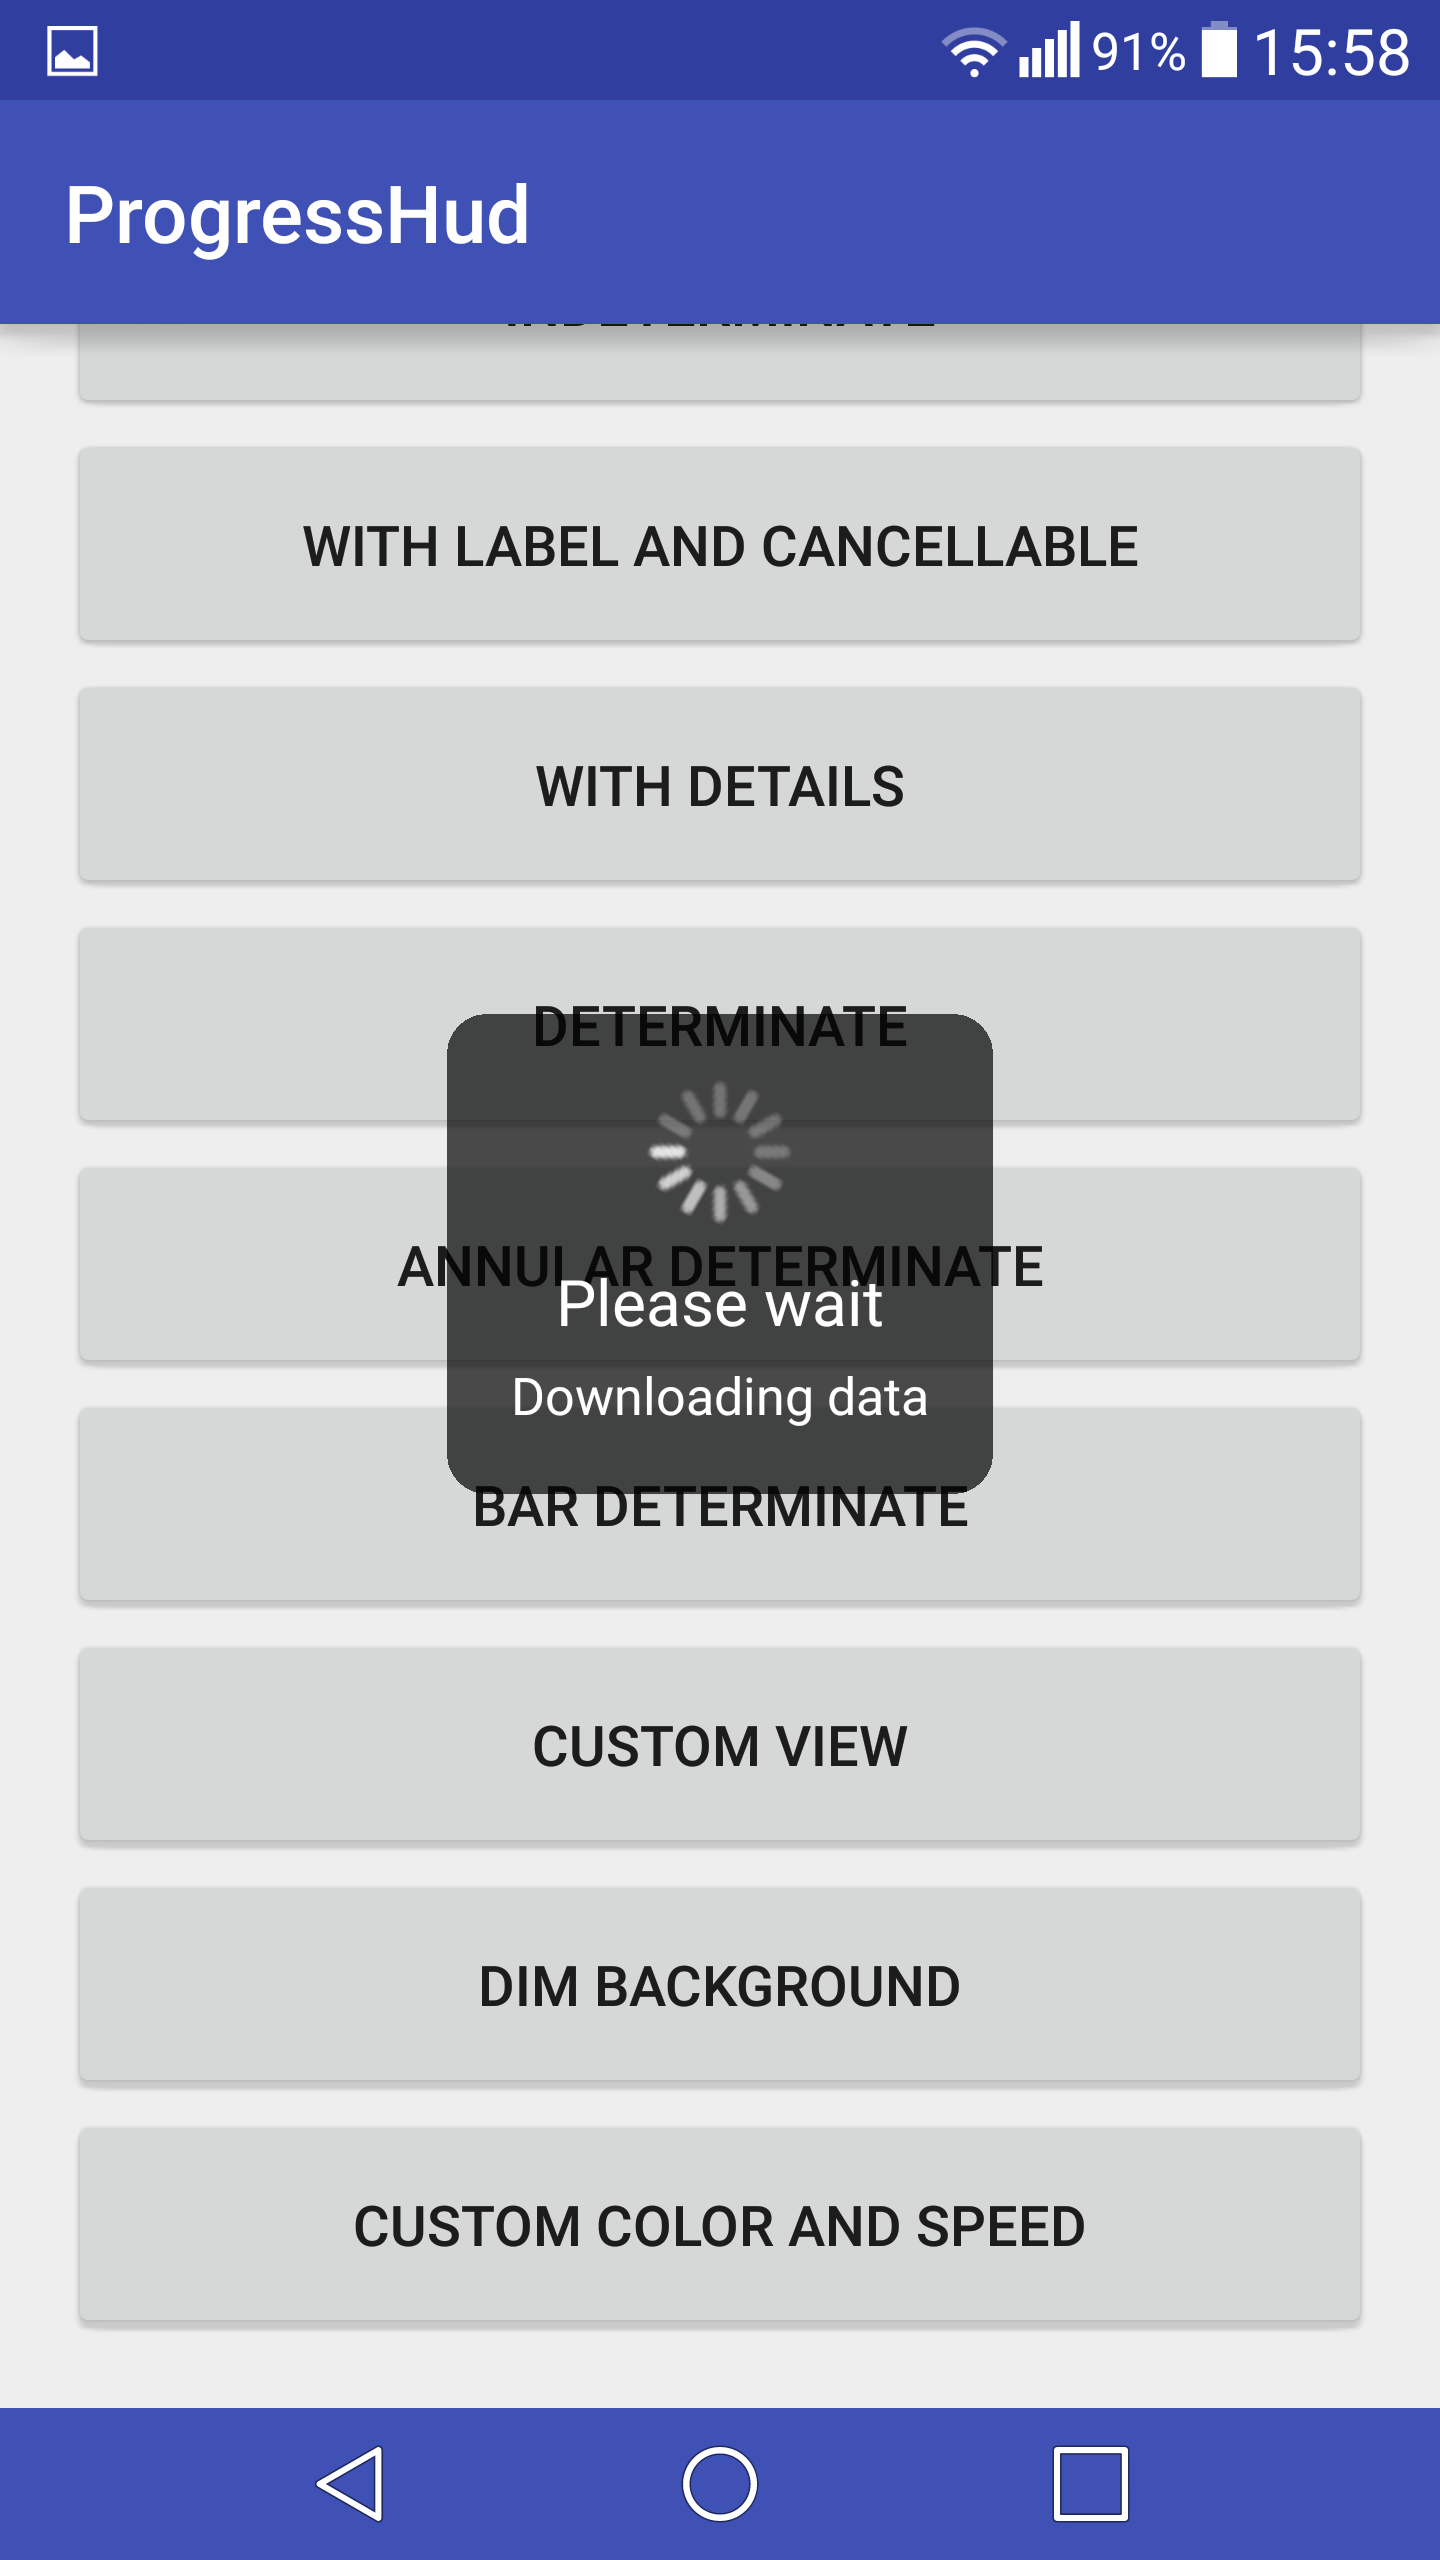 91% 15:58
ProgressHud
INDETERMINATE
WITH LABEL AND CANCELLABLE
WITH DETAILS
DETERMINATE
ANNULAR DETERMINATE
Please wait
Downloading data
BAR DETERMINATE
CUSTOM VIEW
DIM BACKGROUND
CUSTOM COLOR AND SPEED